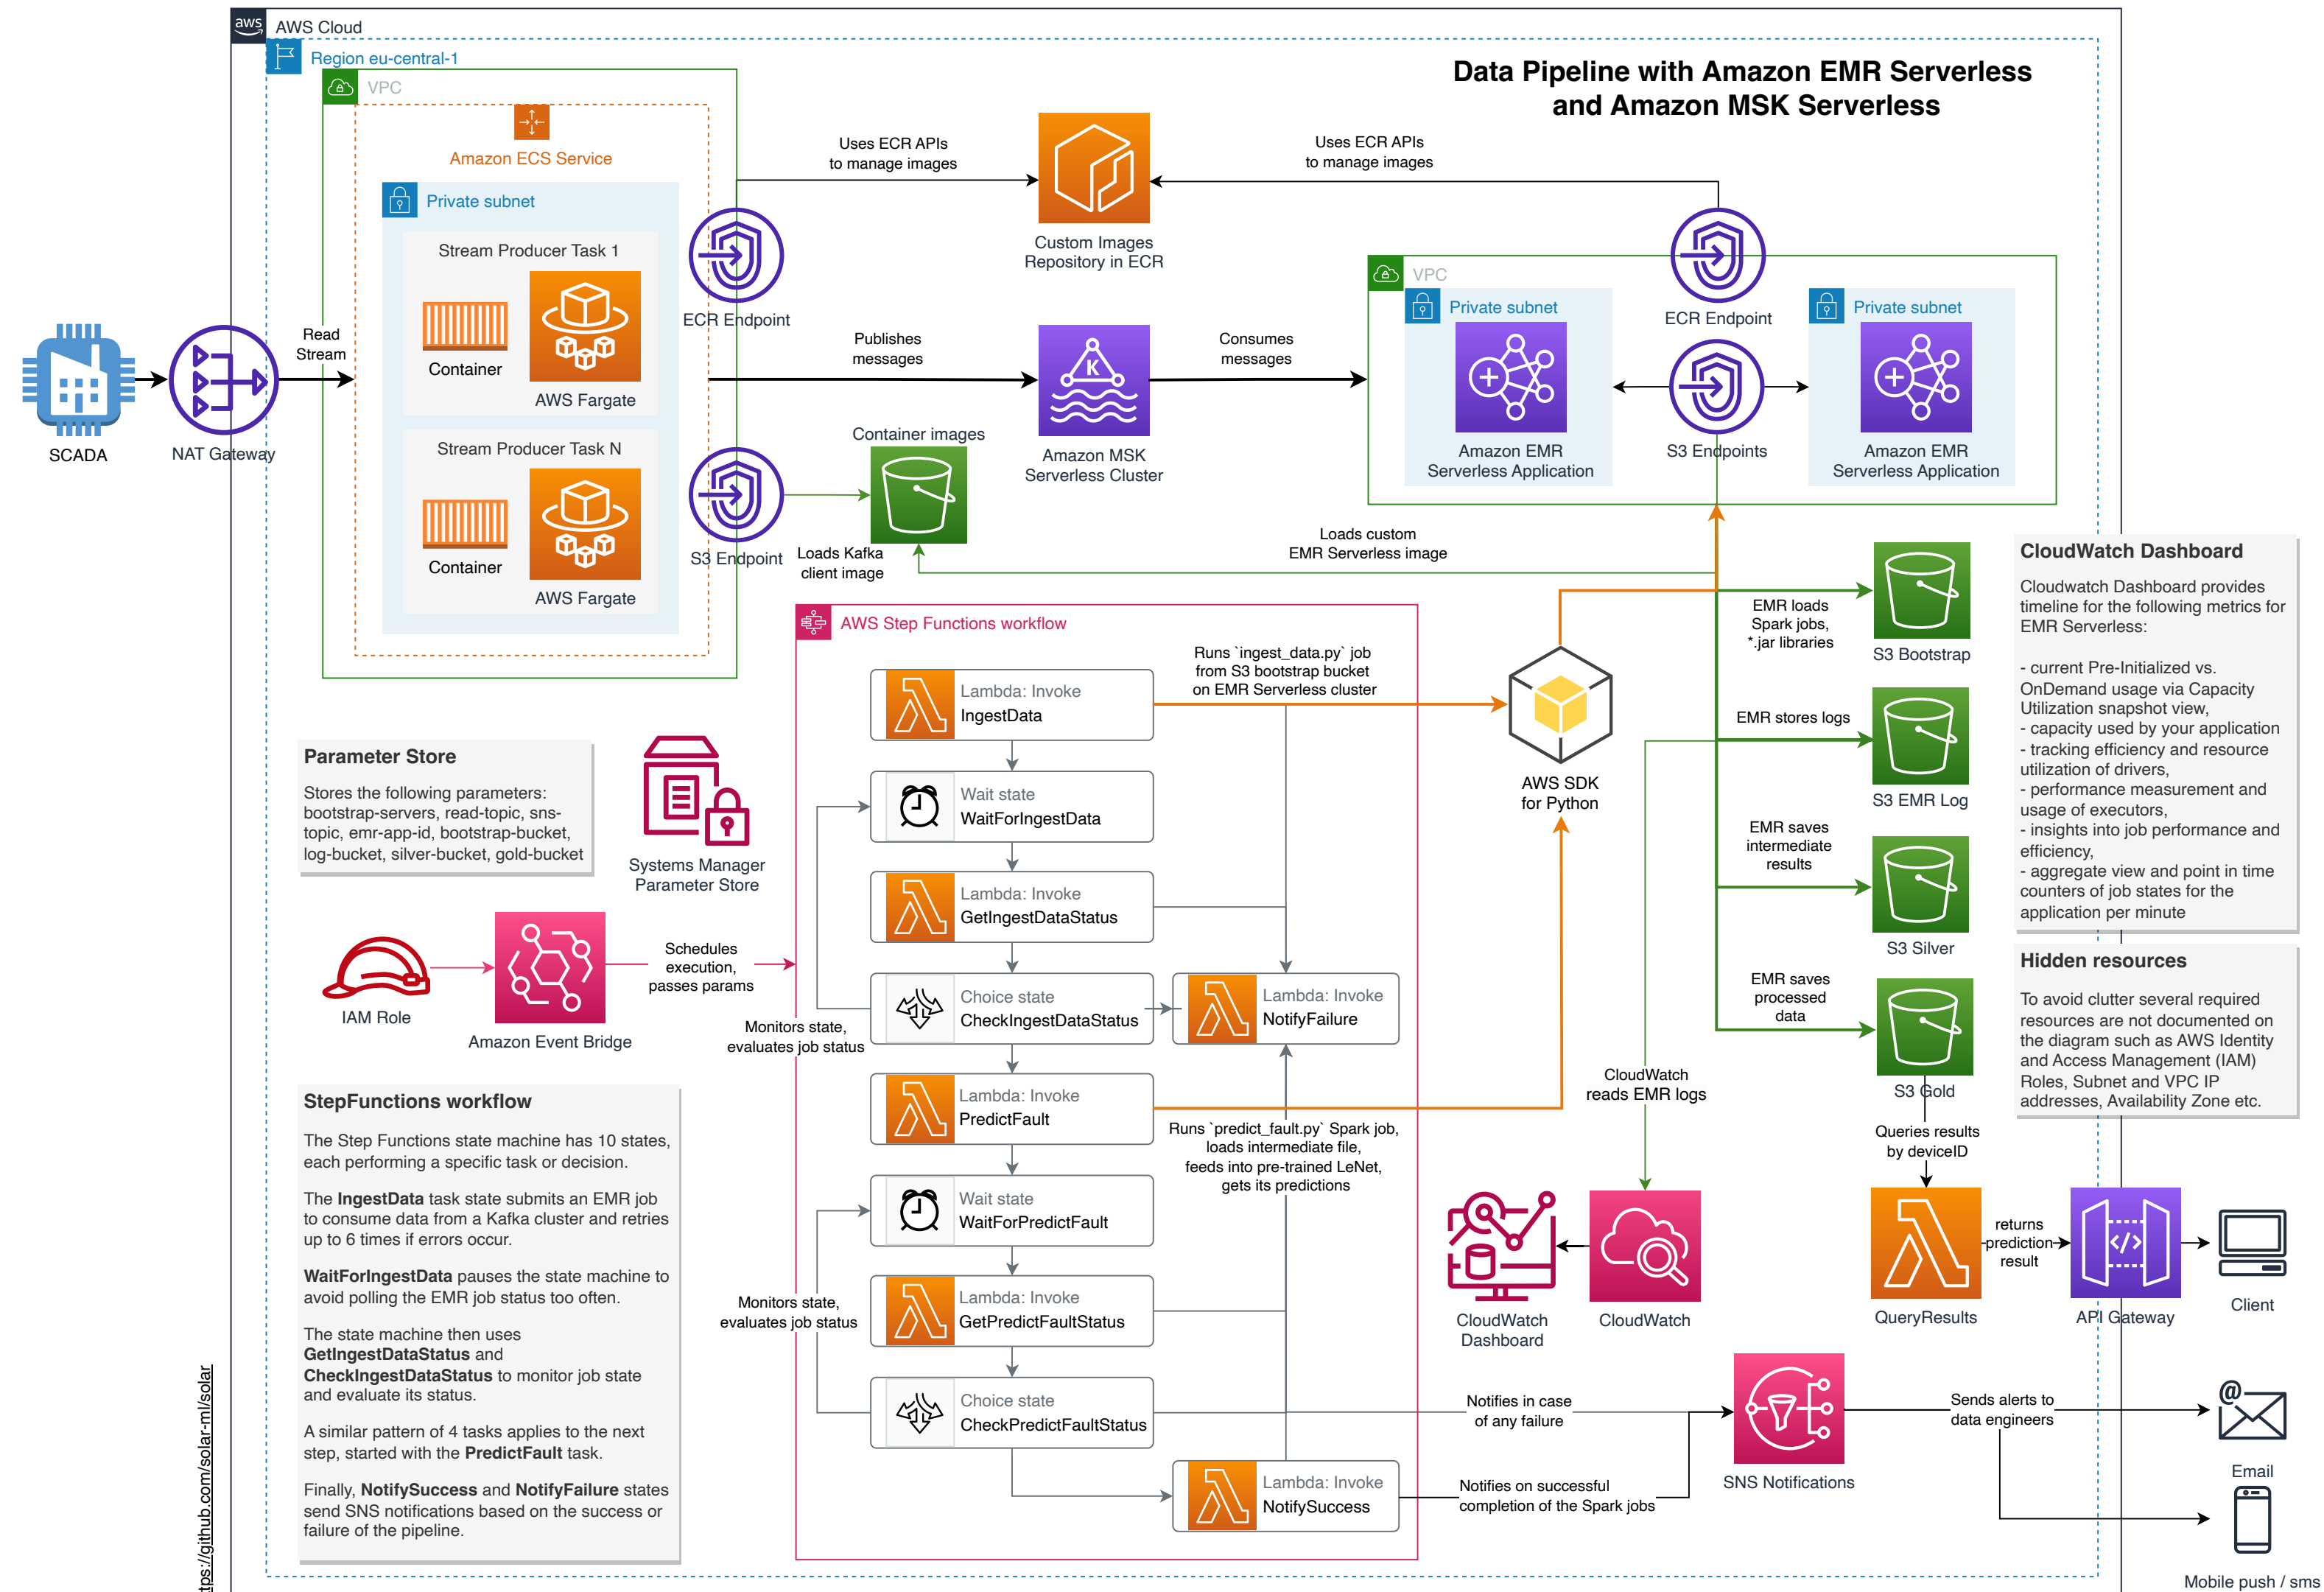 aws
AWS Cloud
Region eu-central-1
VPC
Data Pipeline with Amazon EMR Serverless
and Amazon MSK Serverless
Amazon ECS Service
Private subnet
Stream Producer Task 1
Container
AWS Fargate
Stream Producer Task N
Container
AWS Fargate
SCADA
NAT Gateway
Read
Stream
ECR Endpoint
S3 Endpoint
Uses ECR APIs
to manage images
Custom Images
Repository in ECR
Uses ECR APIs
to manage images
Publishes
messages
K
Amazon MSK
Serverless Cluster
Consumes
messages
Container images
Loads Kafka
client image
Loads custom
EMR Serverless image
VPC
Private subnet
Amazon EMR
Serverless Application
ECR Endpoint
S3 Endpoints
Private subnet
Amazon EMR
Serverless Application
EMR loads
Spark jobs,
*.jar libraries
S3 Bootstrap
EMR stores logs
S3 EMR Log
EMR saves
intermediate
results
S3 Silver
EMR saves
processed
data
S3 Gold
CloudWatch Dashboard
Cloudwatch Dashboard provides
timeline for the following metrics for
EMR Serverless:
- current Pre-Initialized vs.
OnDemand usage via Capacity
Utilization snapshot view,
- capacity used by your application
- tracking efficiency and resource
utilization of drivers,
- performance measurement and
usage of executors,
- insights into job performance and
efficiency,
- aggregate view and point in time
counters of job states for the
application per minute
Hidden resources
To avoid clutter several required
resources are not documented on
the diagram such as AWS Identity
and Access Management (IAM)
Roles, Subnet and VPC IP
addresses, Availability Zone etc.
Parameter Store
Stores the following parameters:
bootstrap-servers, read-topic, sns-
topic, emr-app-id, bootstrap-bucket,
log-bucket, silver-bucket, gold-bucket
Systems Manager
Parameter Store
IAM Role
Amazon Event Bridge
Schedules
execution,
passes params
StepFunctions workflow
The Step Functions state machine has 10 states,
each performing a specific task or decision.
The IngestData task state submits an EMR job
to consume data from a Kafka cluster and retries
up to 6 times if errors occur.
WaitForIngestData pauses the state machine to
avoid polling the EMR job status too often.
The state machine then uses
GetIngestDataStatus and
CheckIngestDataStatus to monitor job state
and evaluate its status.
A similar pattern of 4 tasks applies to the next
step, started with the PredictFault task.
Finally, NotifySuccess and NotifyFailure states
send SNS notifications based on the success or
failure of the pipeline.
AWS Step Functions workflow
Lambda: Invoke
IngestData
Runs `ingest_data.py` job
from S3 bootstrap bucket
on EMR Serverless cluster
AWS SDK
for Python
Wait state
WaitForIngestData
Lambda: Invoke
GetIngestDataStatus
Choice state
CheckIngestDataStatus
Lambda: Invoke
NotifyFailure
Monitors state,
evaluates job status
Lambda: Invoke
PredictFault
Runs `predict_fault.py` Spark job,
loads intermediate file,
feeds into pre-trained LeNet,
gets its predictions
Wait state
WaitForPredictFault
Lambda: Invoke
GetPredictFaultStatus
Monitors state,
evaluates job status
Choice state
CheckPredictFaultStatus
Lambda: Invoke
NotifySuccess
CloudWatch
reads EMR logs
CloudWatch
Dashboard
CloudWatch
Queries results
by deviceID
QueryResults
returns
prediction
result
</>
API Gateway
Client
Notifies in case
of any failure
Notifies on successful
completion of the Spark jobs
SNS Notifications
Sends alerts to
data engineers
@
Email
Mobile push / sms
tps://github.com/solar-ml/solar